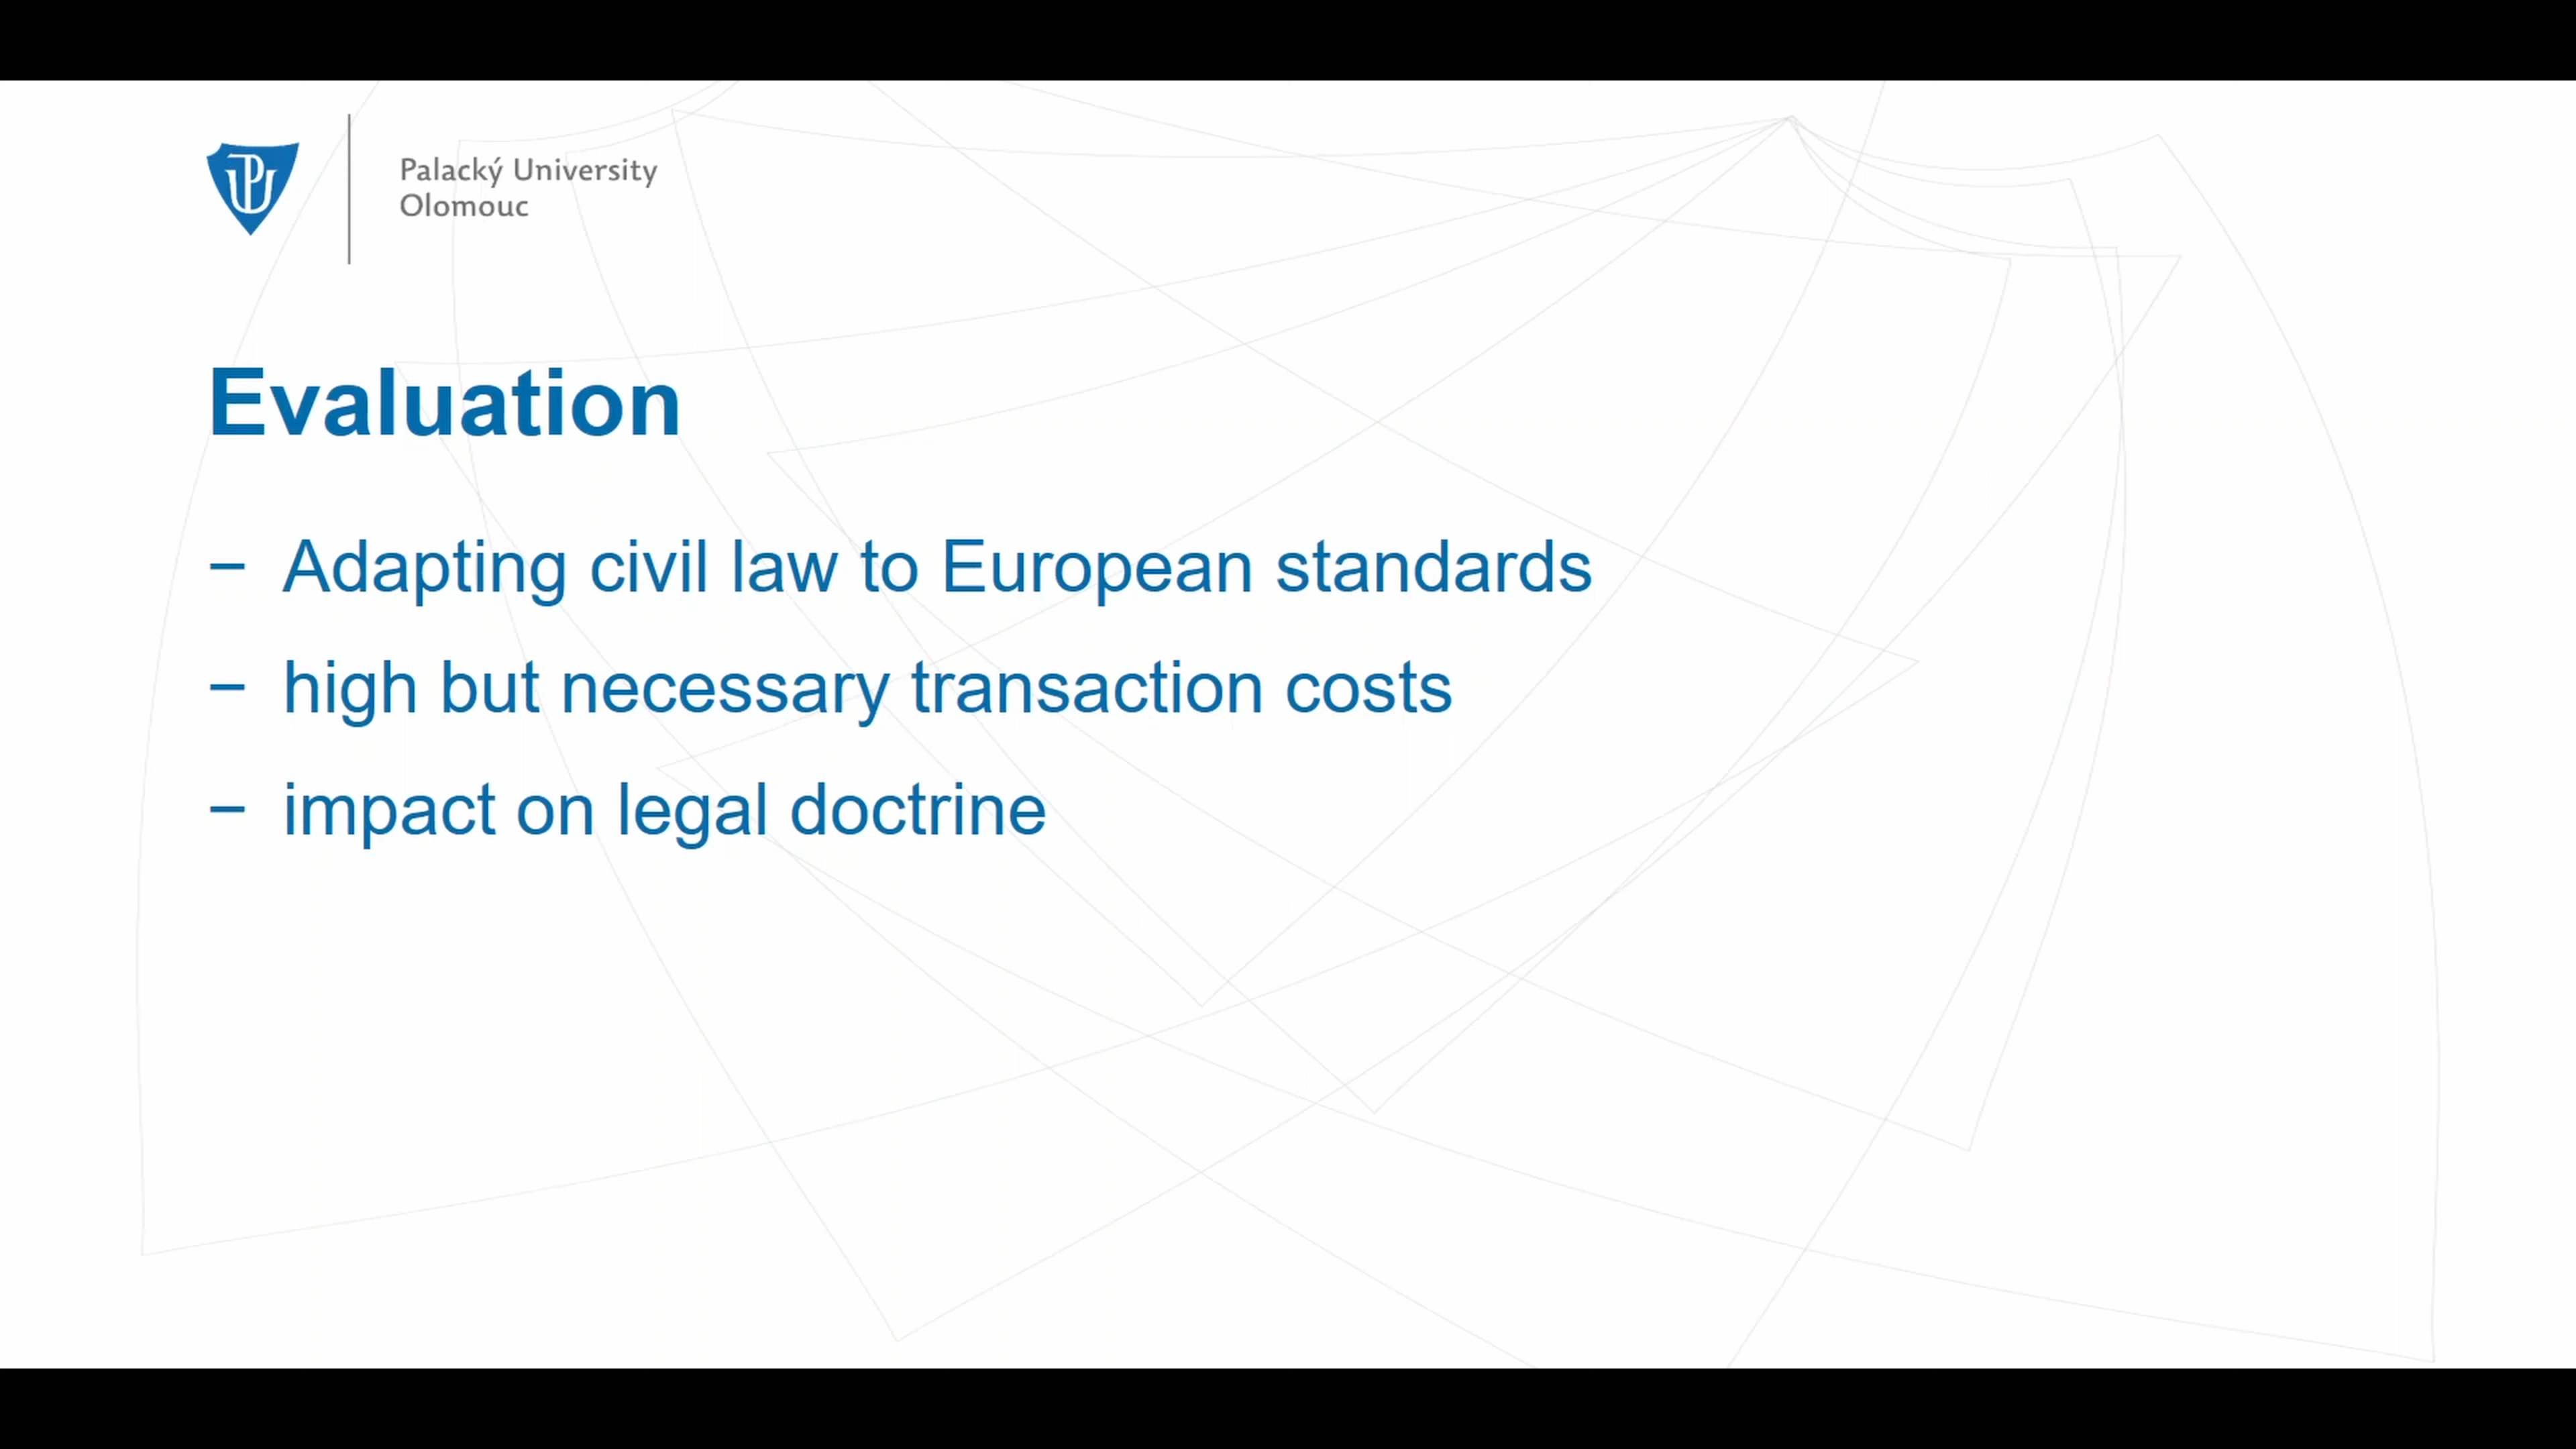 Palacký University
Olomouc
Evaluation
− Adapting civil law to European standards
− high but necessary transaction costs
− impact on legal doctrine